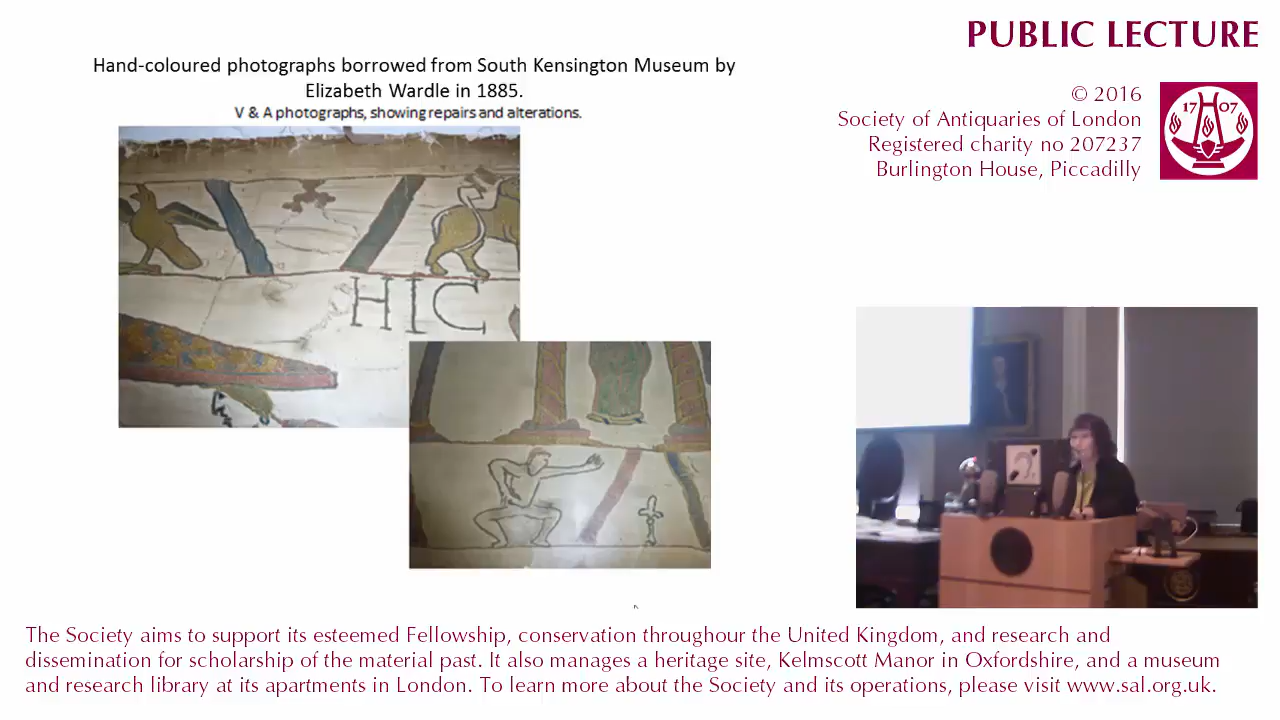 PUBLIC LECTURE
© 2016
Society of Antiquaries of London
Registered charity no 207237
Burlington House, Piccadilly
17 07
Hand-coloured photographs borrowed from South Kensington Museum by
Elizabeth Wardle in 1885.
V & A photographs, showing repairs and alterations.
HIC
The Society aims to support its esteemed Fellowship, conservation throughour the United Kingdom, and research and
dissemination for scholarship of the material past. It also manages a heritage site, Kelmscott Manor in Oxfordshire, and a museum
and research library at its apartments in London. To learn more about the Society and its operations, please visit www.sal.org.uk.